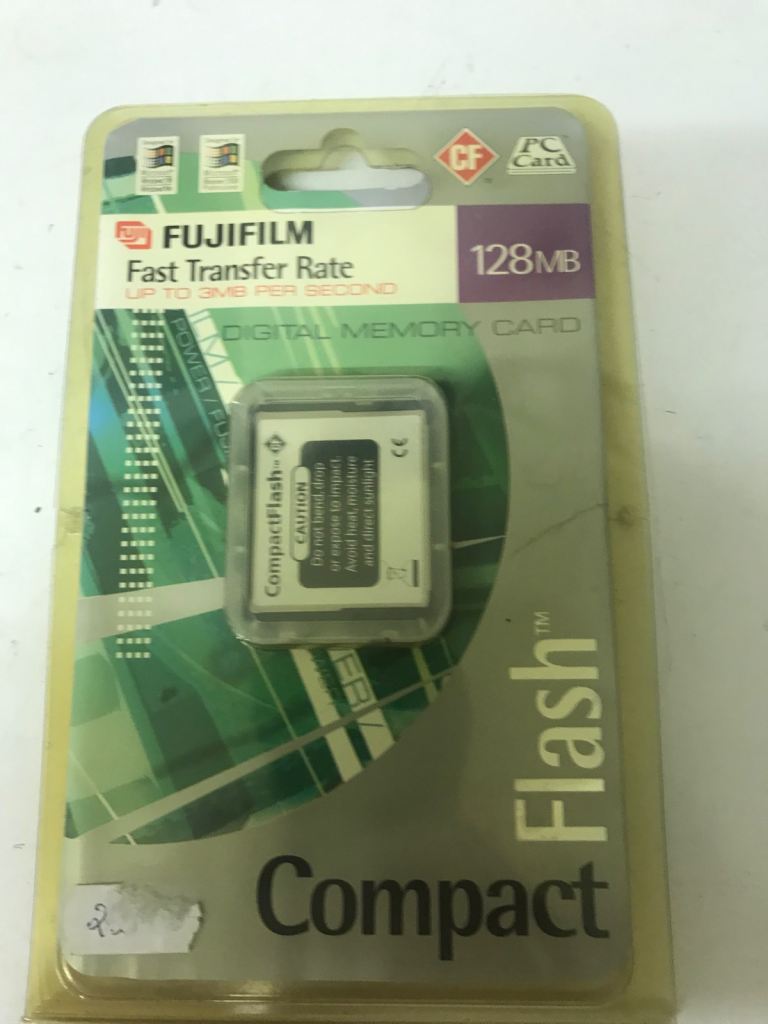 CF
PC
Card
FUJIFILM
128MB
Fast Transfer Rate
UP TO 3MB PER SECOND
DIGITAL MEMORY CARD
CompactFlash
CAUTION
Do not bend, drop
or expose to impact.
Avoid heat, moisture
and direct sunlight
CE
Flash™
Compact